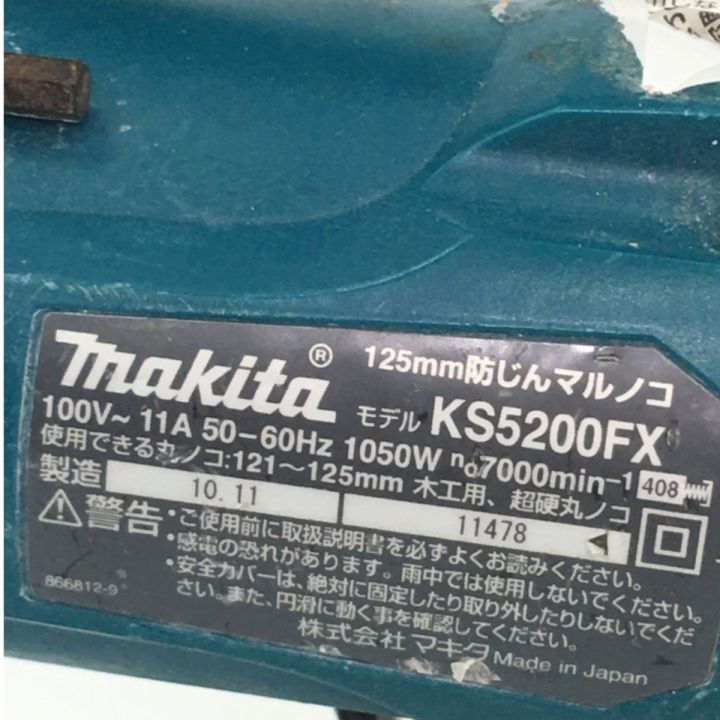 makita® 125mm防じんマルノコ
モデル KS5200FX
100V~ 11A 50-60Hz 1050W n₀7000min⁻¹
使用できる丸ノコ:121~125mm 木工用、超硬丸ノコ 408
製造 10.11 11478
警告・ご使用前に取扱説明書を必ずよくお読みください。
・感電の恐れがあります。雨中では使用しないでください。
・安全カバーは、絶対に固定したり取り外したりしないでくだ
さい。また、円滑に動く事を確認してください。
866812-9
株式会社 マキタ Made in Japan